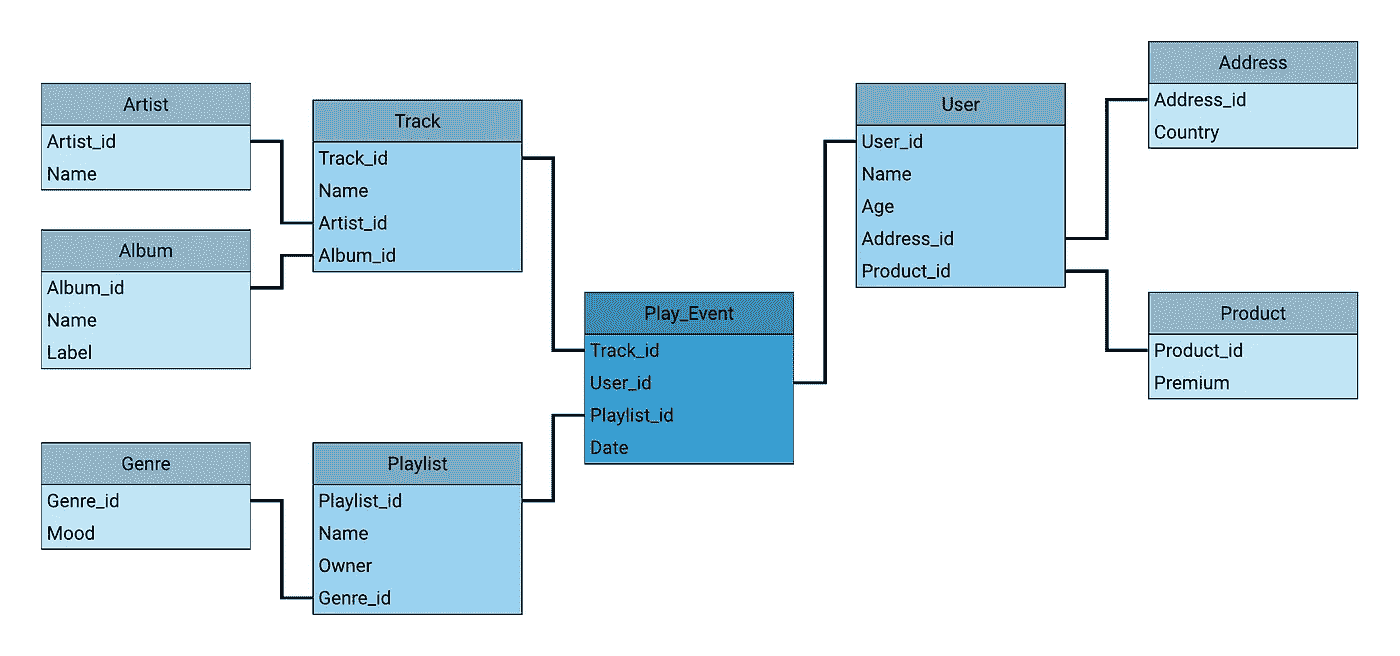 Artist
Artist_id
Name
Album
Album_id
Name
Label
Genre
Genre_id
Mood
Track
Track_id
Name
Artist_id
Album_id
Playlist
Playlist_id
Name
Owner
Genre_id
Play_Event
Track_id
User_id
Playlist_id
Date
User
User_id
Name
Age
Address_id
Product_id
Address
Address_id
Country
Product
Product_id
Premium